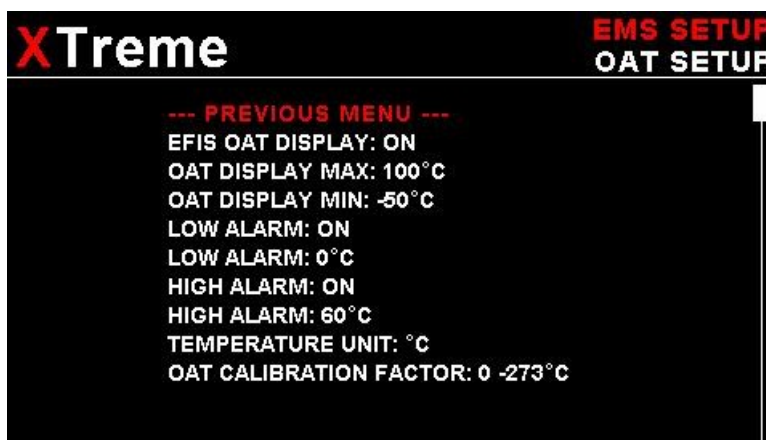 XTreme
EMS SETUP
OAT SETUP
--- PREVIOUS MENU ---
EFIS OAT DISPLAY: ON
OAT DISPLAY MAX: 100°C
OAT DISPLAY MIN: -50°C
LOW ALARM: ON
LOW ALARM: 0°C
HIGH ALARM: ON
HIGH ALARM: 60°C
TEMPERATURE UNIT: °C
OAT CALIBRATION FACTOR: 0 -273°C